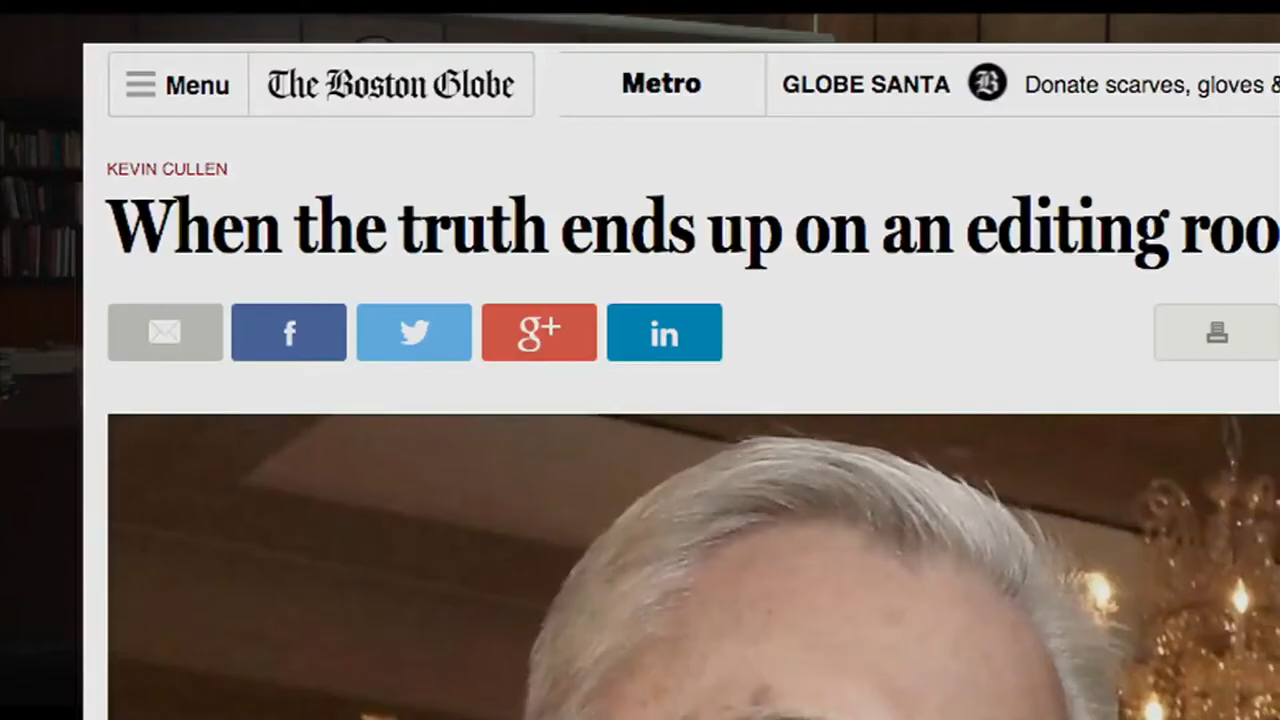 Menu
The Boston Globe
Metro
GLOBE SANTA
B
Donate scarves, gloves &
KEVIN CULLEN
When the truth ends up on an editing roo
f
g+
in